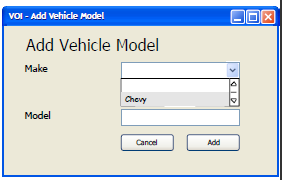 VOI - Add Vehicle Model
Add Vehicle Model
Make
Chevy
Model
Cancel Add